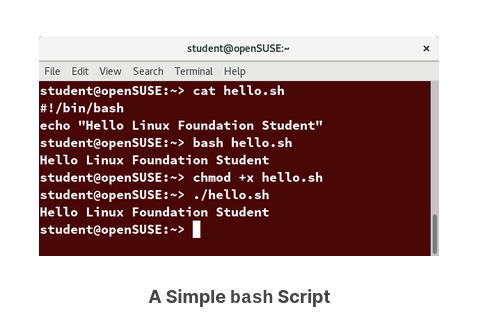 student@openSUSE:~
×
File Edit View Search Terminal Help
student@openSUSE:~> cat hello.sh
#!/bin/bash
echo "Hello Linux Foundation Student"
student@openSUSE:~> bash hello.sh
Hello Linux Foundation Student
student@openSUSE:~> chmod +x hello.sh
student@openSUSE:~> ./hello.sh
Hello Linux Foundation Student
student@openSUSE:~>
A Simple bash Script